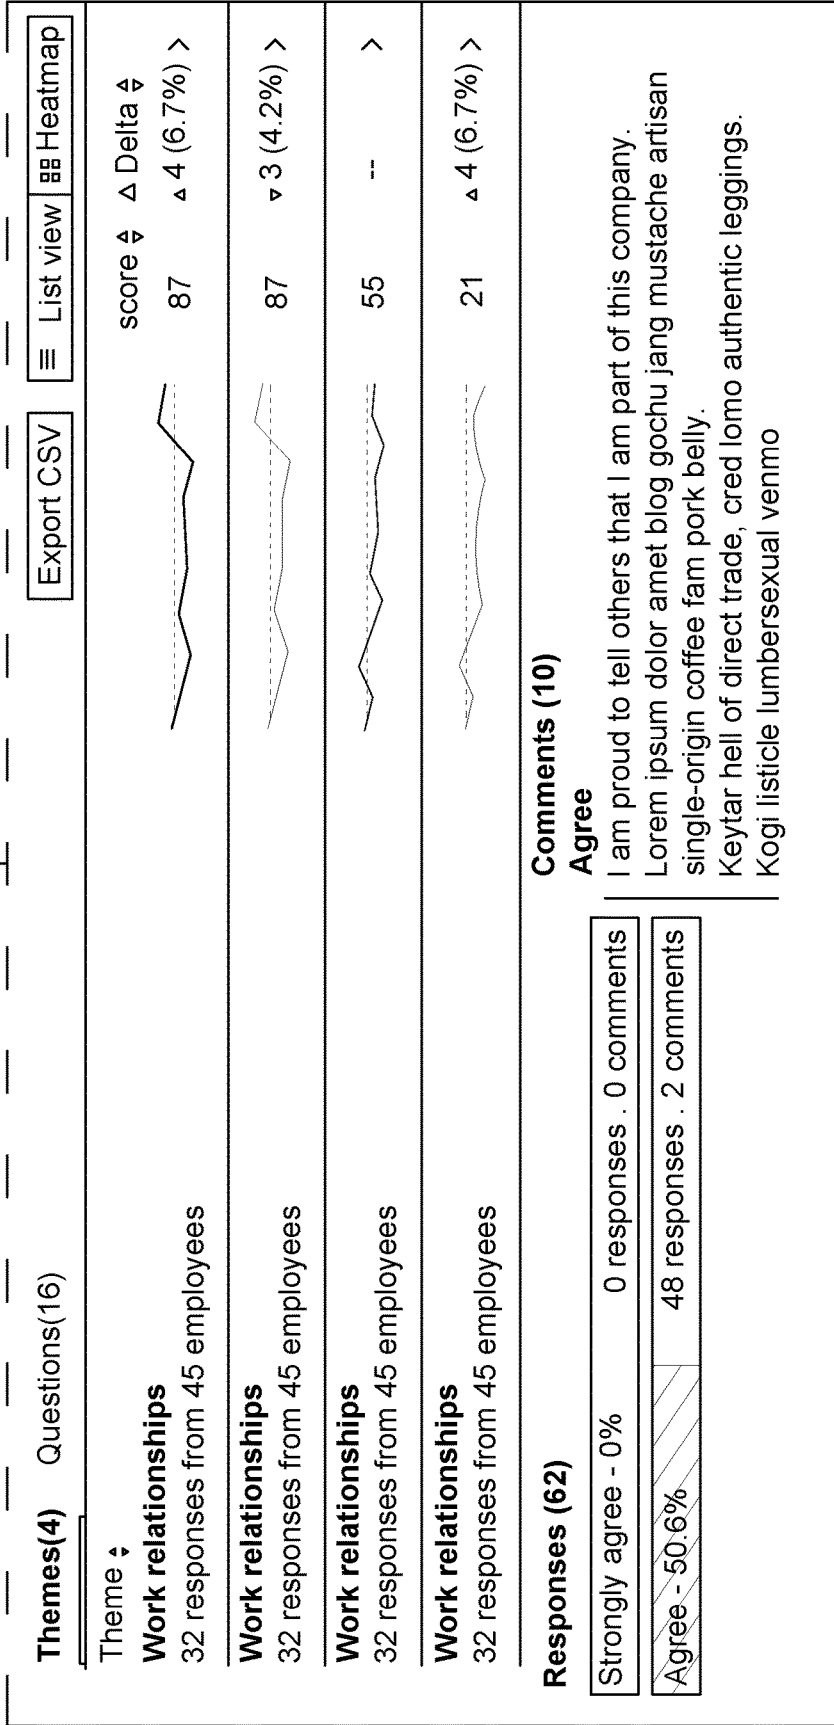 Themes(4) Questions(16) Export CSV List view Heatmap
Theme score Δ Delta
Work relationships
32 responses from 45 employees 87 ▵ 4 (6.7%) >
Work relationships
32 responses from 45 employees 87 ▿ 3 (4.2%) >
Work relationships
32 responses from 45 employees 55 -- >
Work relationships
32 responses from 45 employees 21 ▵ 4 (6.7%) >
Responses (62)
Strongly agree - 0% 0 responses . 0 comments
Agree - 50.6% 48 responses . 2 comments
Comments (10)
Agree
I am proud to tell others that I am part of this company.
Lorem ipsum dolor amet blog gochu jang mustache artisan
single-origin coffee fam pork belly.
Keytar hell of direct trade, cred lomo authentic leggings.
Kogi listicle lumbersexual venmo